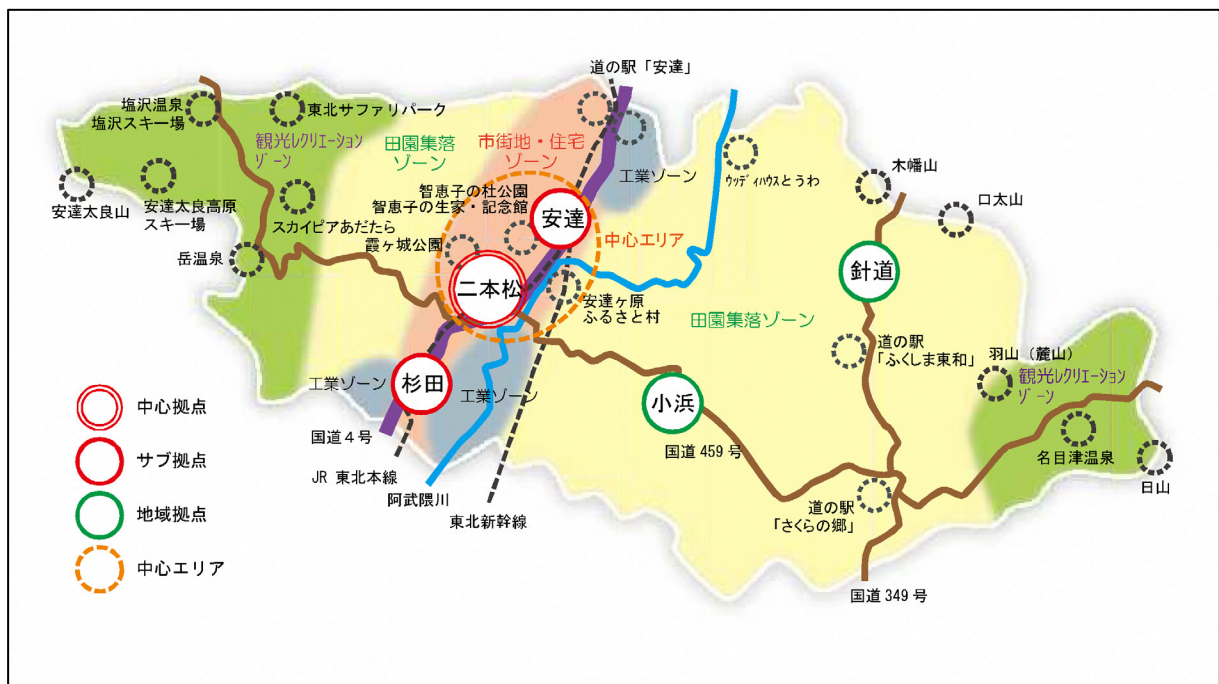 道の駅「安達」
塩沢温泉
塩沢スキー場
東北サファリパーク
観光レクリエーション
ゾーン
田園集落
ゾーン
市街地・住宅
ゾーン
工業ゾーン
ウッディハウスとうわ
木幡山
口太山
安達太良山
安達太良高原
スキー場
スカイピアあだたら
智恵子の杜公園
智恵子の生家・記念館
安達
霞ヶ城公園
中心エリア
岳温泉
二本松
安達ヶ原
ふるさと村
針道
田園集落ゾーン
道の駅
「ふくしま東和」
羽山（麓山）
観光レクリエーション
ゾーン
工業ゾーン
杉田
工業ゾーン
小浜
国道４号
国道 459 号
名目津温泉
日山
JR 東北本線
阿武隈川
東北新幹線
道の駅
「さくらの郷」
国道 349 号
中心拠点
サブ拠点
地域拠点
中心エリア